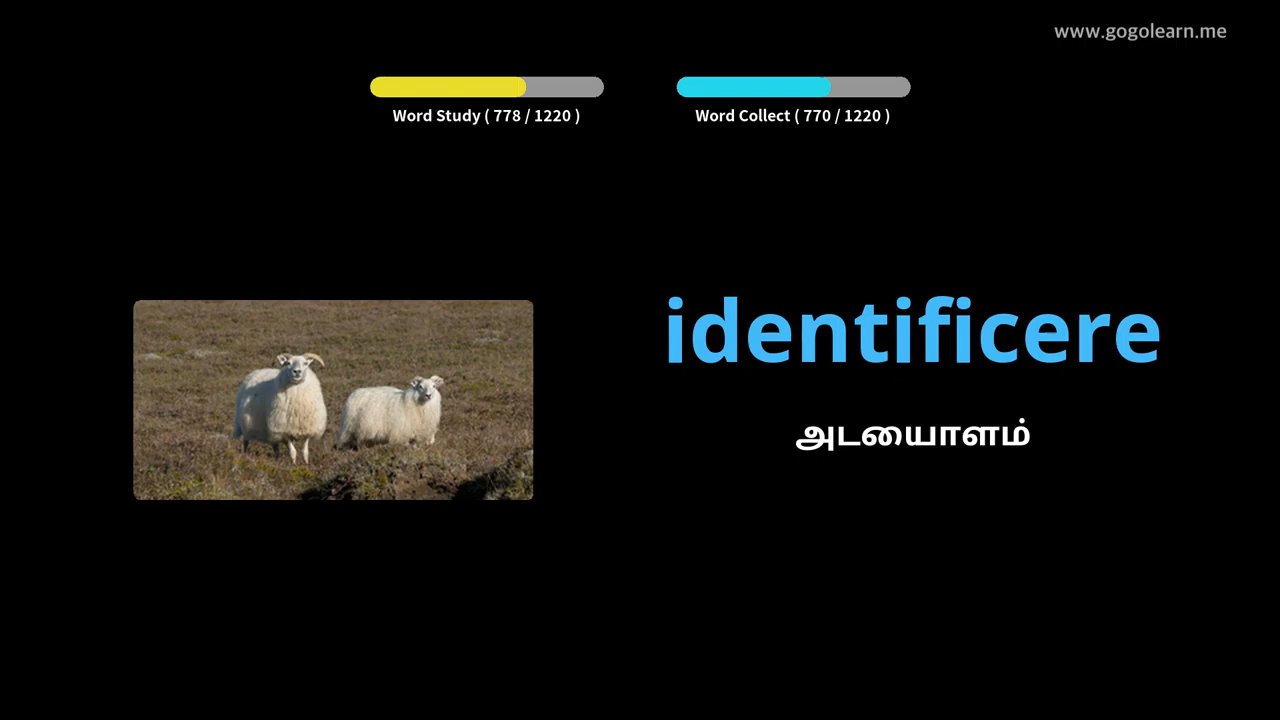 www.gogolearn.me
Word Study ( 778 / 1220 )
Word Collect ( 770 / 1220 )
identificere
அடையாளம்